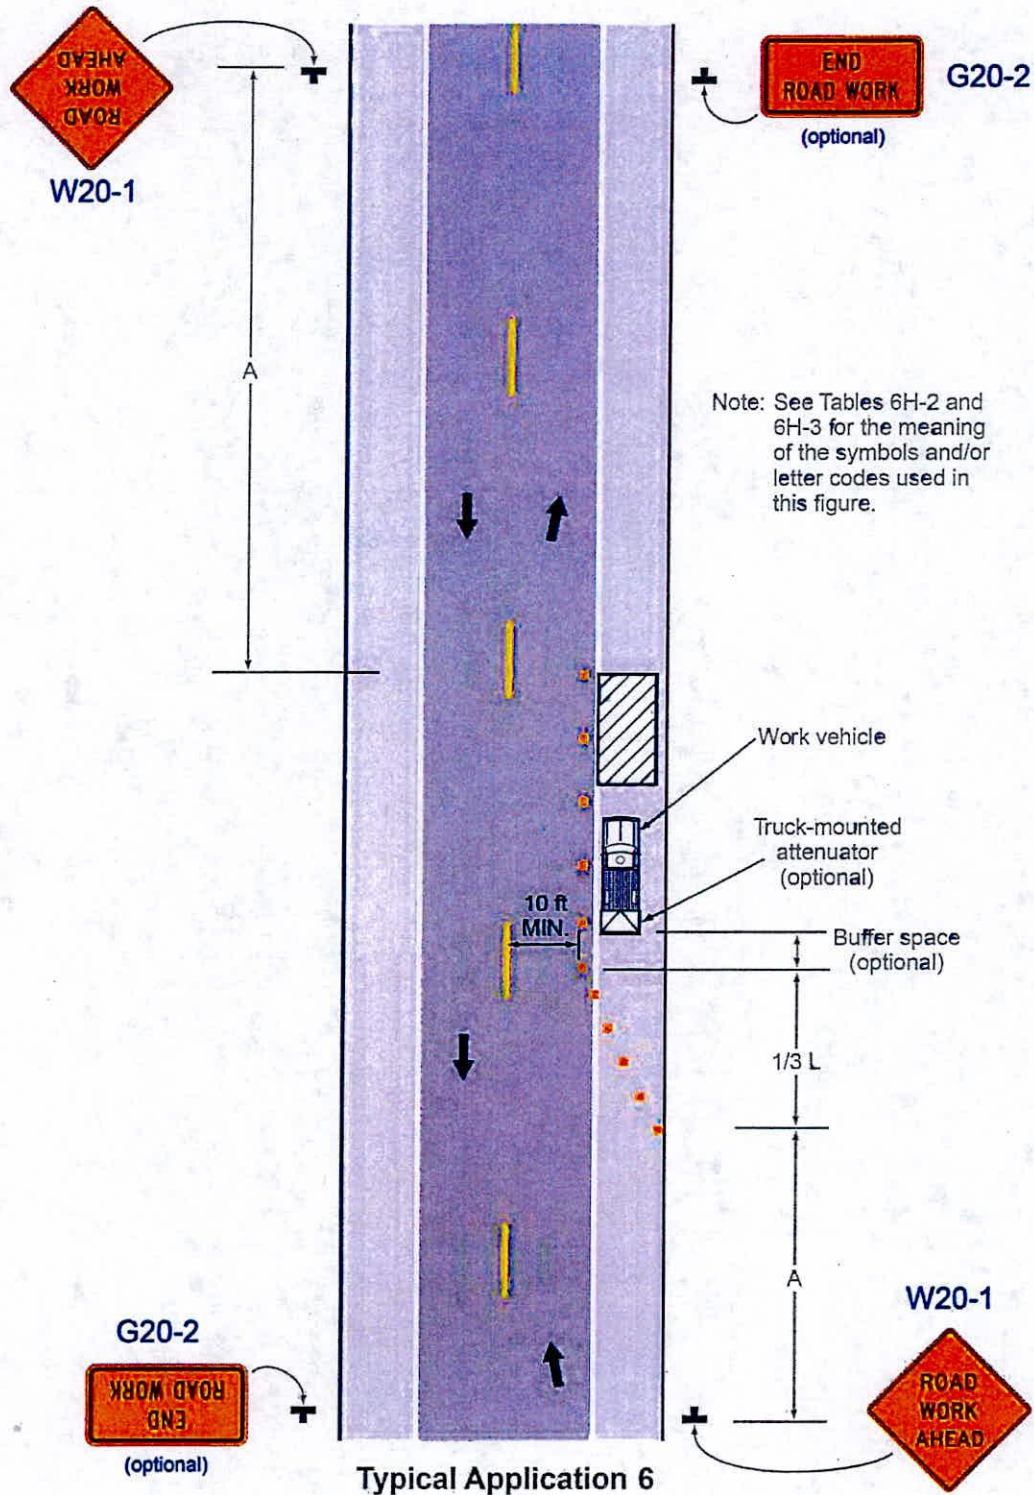 ROAD
WORK
AHEAD
W20-1
END
ROAD WORK
G20-2
(optional)
A
Note: See Tables 6H-2 and
6H-3 for the meaning
of the symbols and/or
letter codes used in
this figure.
Work vehicle
Truck-mounted
attenuator
(optional)
10 ft
MIN.
Buffer space
(optional)
1/3 L
A
W20-1
ROAD
WORK
AHEAD
G20-2
END
ROAD WORK
(optional)
Typical Application 6